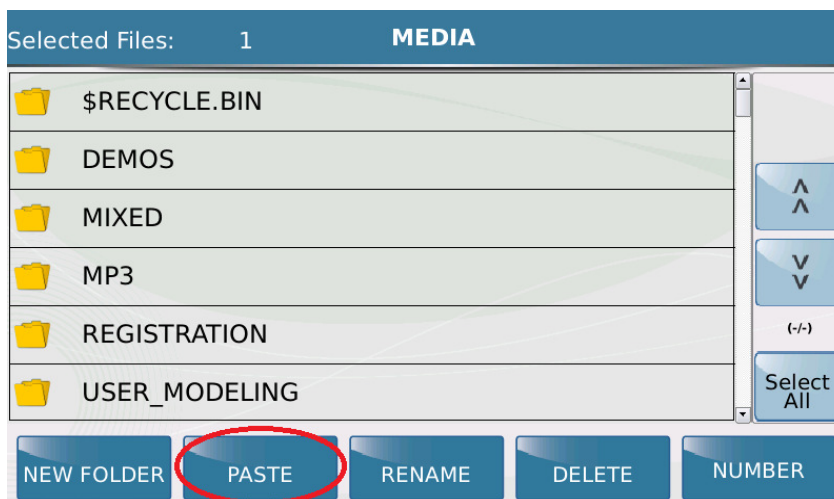 Selected Files: 1 MEDIA
$RECYCLE.BIN
DEMOS
MIXED
MP3
REGISTRATION
USER_MODELING
(-/-)
Select
All
NEW FOLDER PASTE RENAME DELETE NUMBER